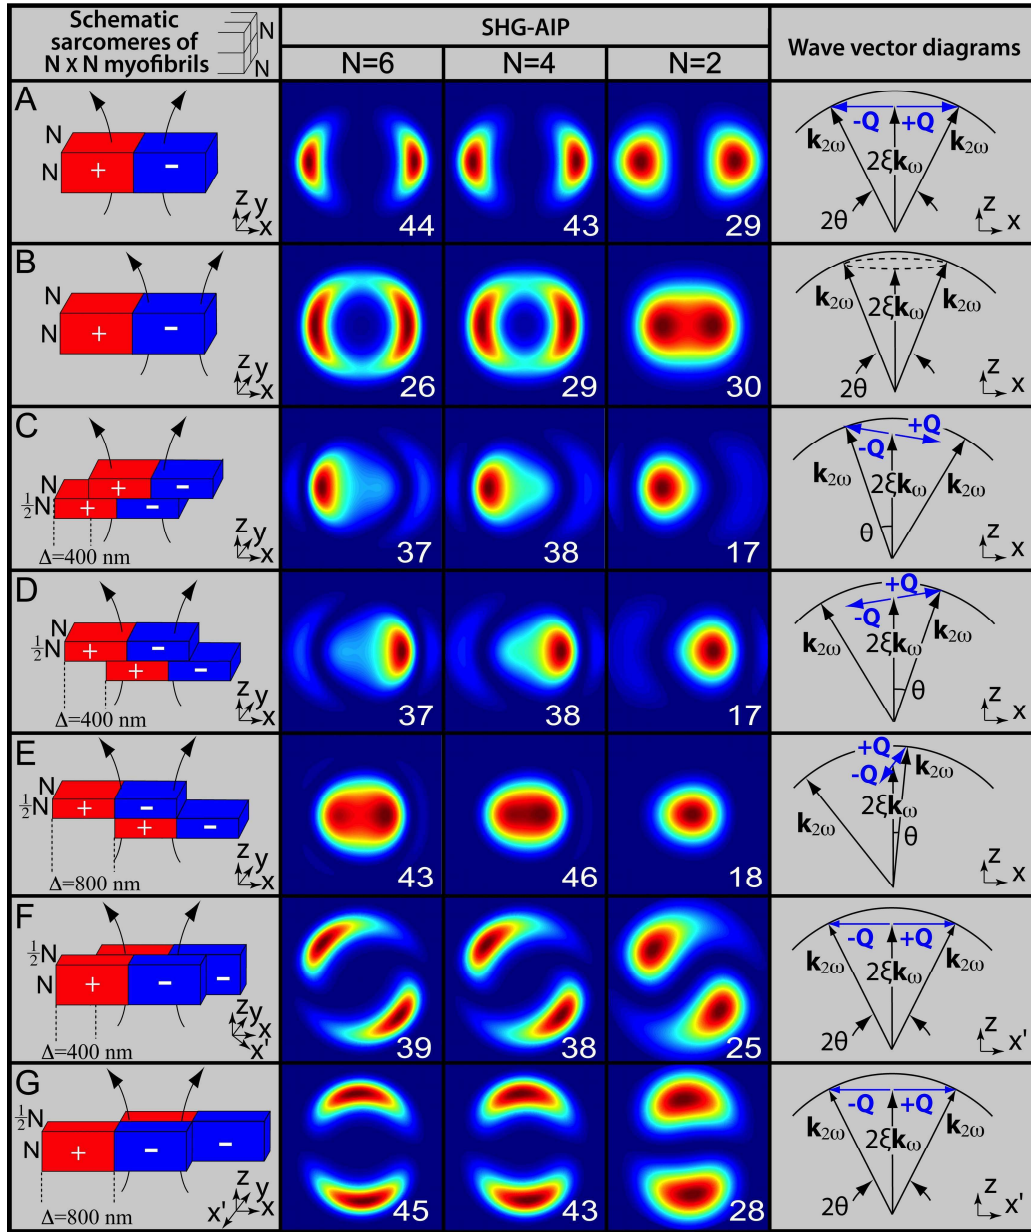 Schematic
sarcomeres of
N x N myofibrils
N
N
SHG-AIP
N=6
N=4
N=2
Wave vector diagrams
A
N
N
+
-
z
y
x
44
43
29
-Q
+Q
k2ω
2ξkω
k2ω
2θ
z
x
B
N
N
+
-
z
y
x
26
29
30
k2ω
2ξkω
k2ω
2θ
z
x
C
N
½N
+
-
+
-
Δ=400 nm
z
y
x
37
38
17
+Q
-Q
k2ω
2ξkω
k2ω
θ
z
x
D
N
½N
+
-
+
-
Δ=400 nm
z
y
x
37
38
17
+Q
-Q
k2ω
2ξkω
k2ω
θ
z
x
E
N
½N
+
-
+
-
Δ=800 nm
z
y
x
43
46
18
+Q
-Q
k2ω
k2ω
2ξkω
θ
z
x
F
½N
N
+
-
-
Δ=400 nm
z
y
x
x'
39
38
25
-Q
+Q
k2ω
2ξkω
k2ω
2θ
z
x'
G
½N
N
+
-
-
Δ=800 nm
z
y
x
x'
45
43
28
-Q
+Q
k2ω
2ξkω
k2ω
2θ
z
x'